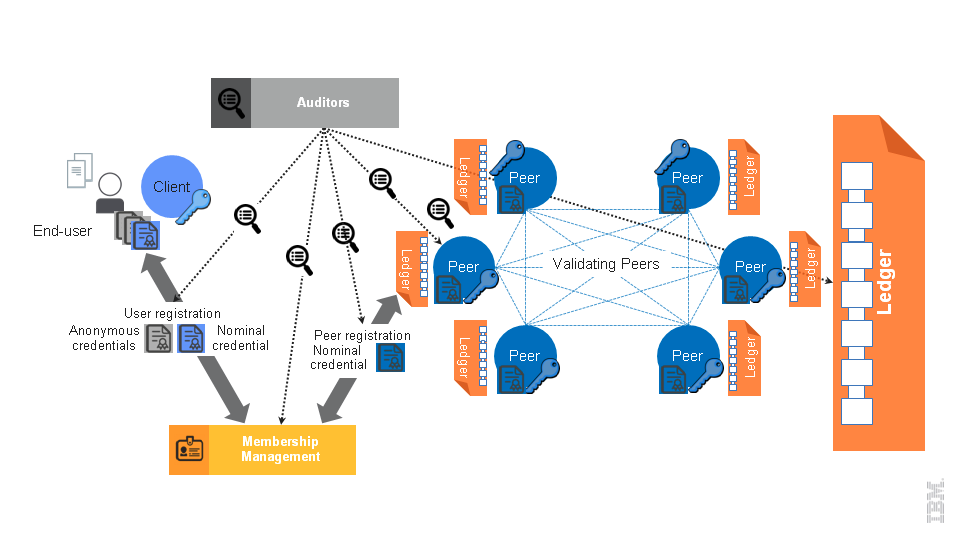 Auditors
Client
End-user
User registration
Anonymous
credentials
Nominal
credential
Peer registration
Nominal
credential
Membership
Management
Ledger
Peer
Peer
Ledger
Ledger
Peer
Validating Peers
Peer
Ledger
Ledger
Peer
Peer
Ledger
Ledger
IBM